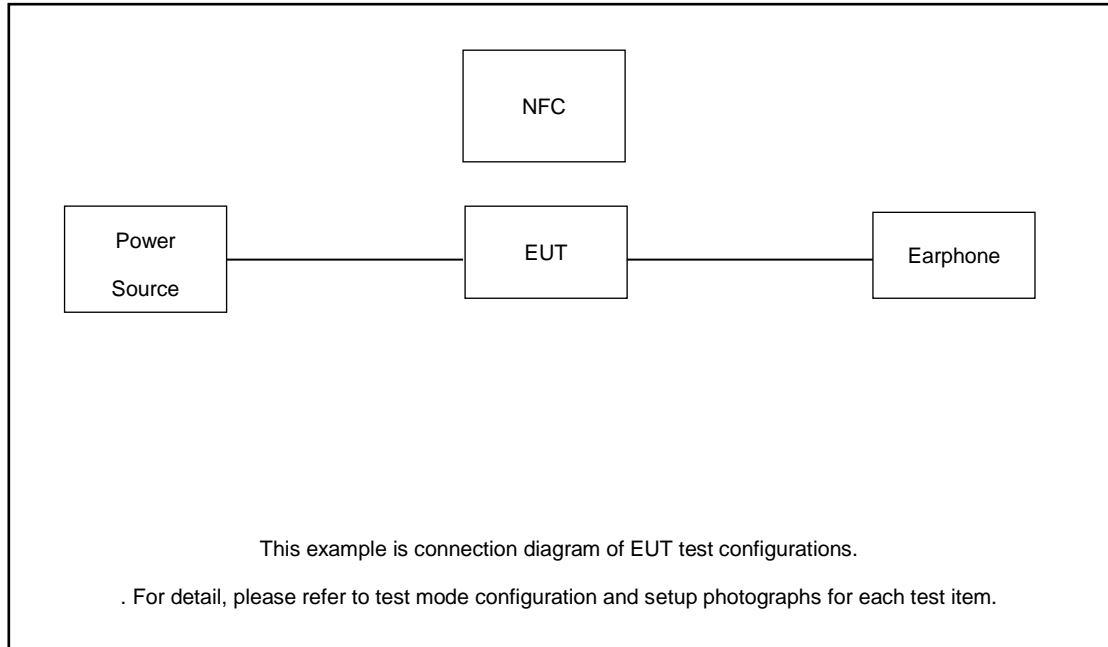 NFC
Power
Source
EUT
Earphone
This example is connection diagram of EUT test configurations.
. For detail, please refer to test mode configuration and setup photographs for each test item.